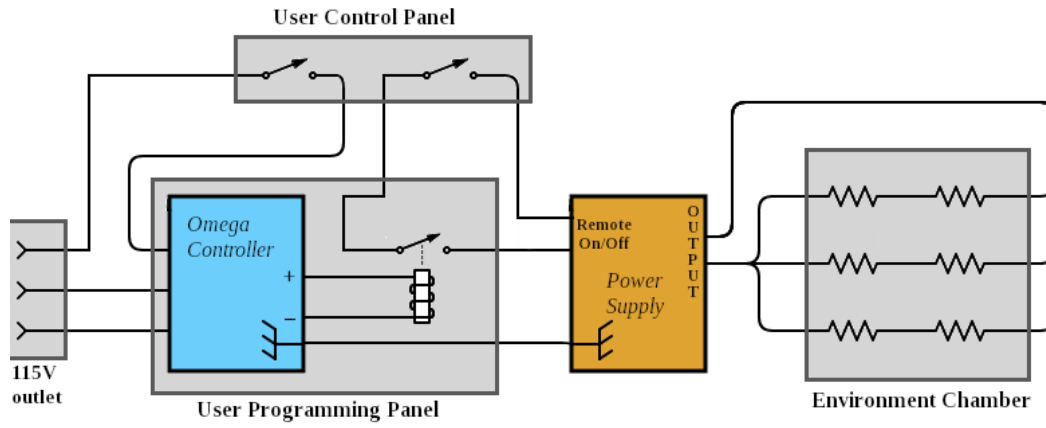 User Control Panel
Omega
Controller
+
−
Remote
On/Off
OUTPUT
Power
Supply
115V
outlet
User Programming Panel
Environment Chamber